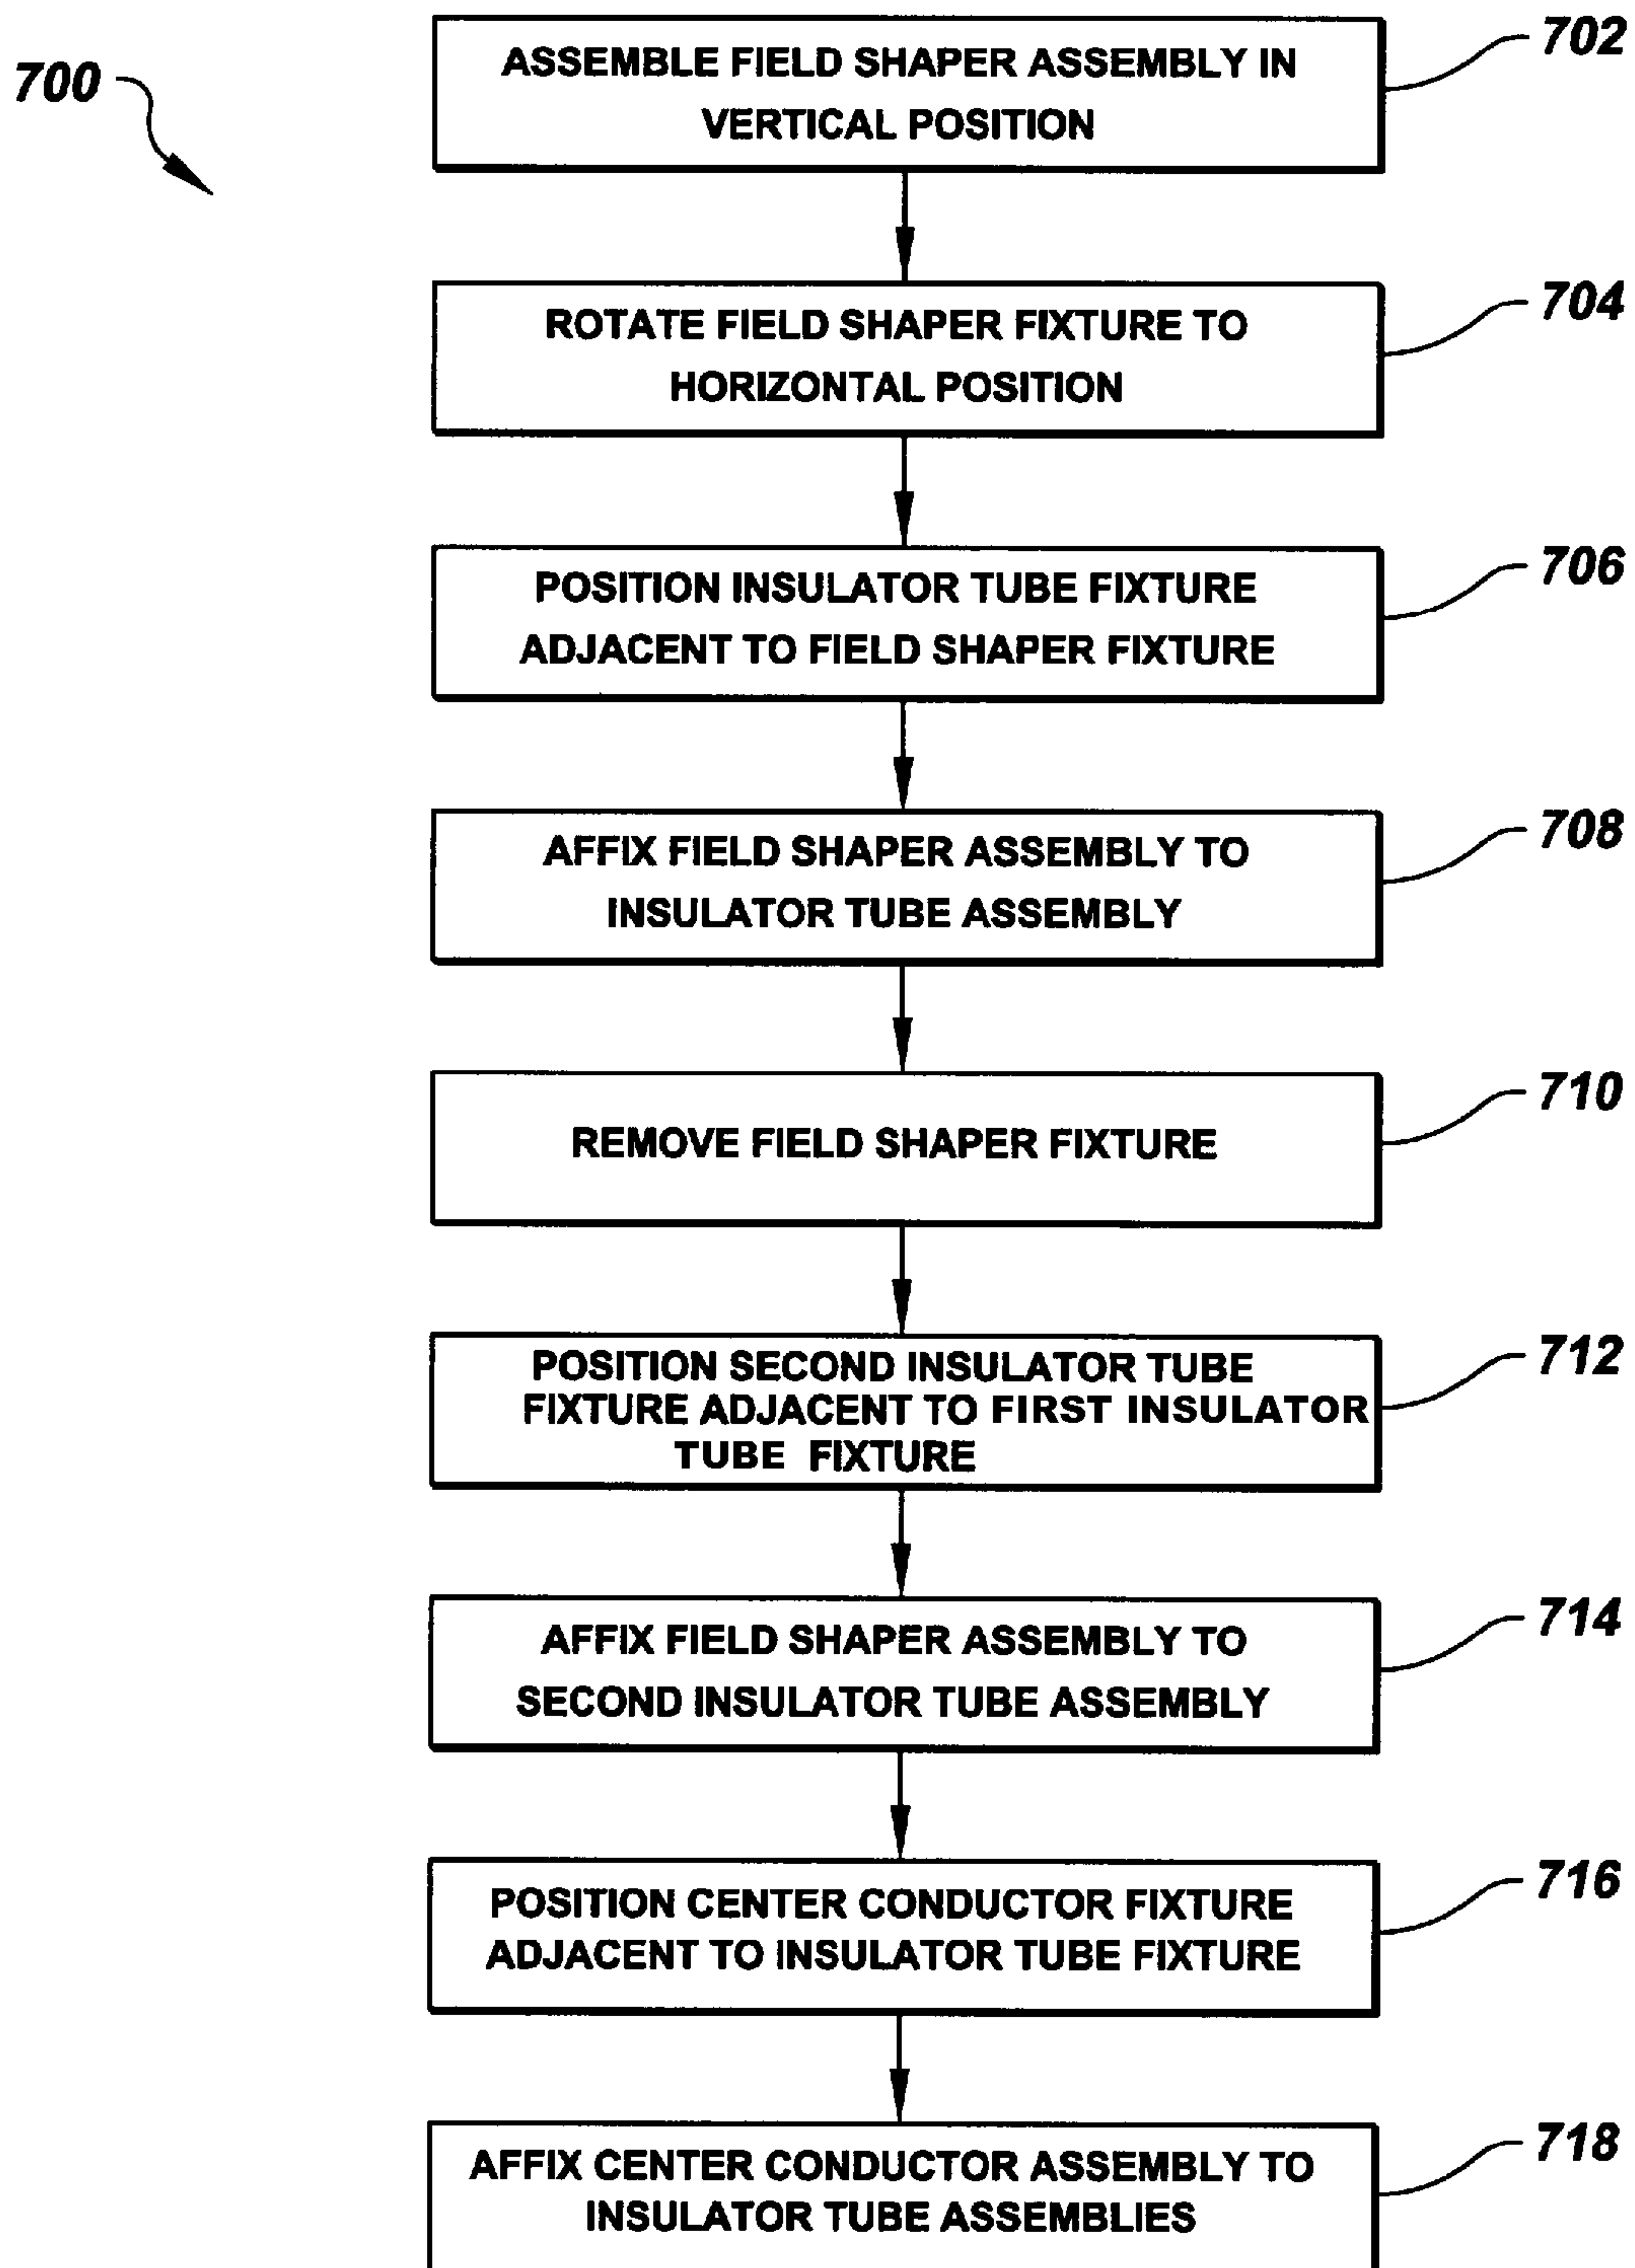 700
ASSEMBLE FIELD SHAPER ASSEMBLY IN
VERTICAL POSITION
702
ROTATE FIELD SHAPER FIXTURE TO
HORIZONTAL POSITION
704
POSITION INSULATOR TUBE FIXTURE
ADJACENT TO FIELD SHAPER FIXTURE
706
AFFIX FIELD SHAPER ASSEMBLY TO
INSULATOR TUBE ASSEMBLY
708
REMOVE FIELD SHAPER FIXTURE
710
POSITION SECOND INSULATOR TUBE
FIXTURE ADJACENT TO FIRST INSULATOR
TUBE FIXTURE
712
AFFIX FIELD SHAPER ASSEMBLY TO
SECOND INSULATOR TUBE ASSEMBLY
714
POSITION CENTER CONDUCTOR FIXTURE
ADJACENT TO INSULATOR TUBE FIXTURE
716
AFFIX CENTER CONDUCTOR ASSEMBLY TO
INSULATOR TUBE ASSEMBLIES
718